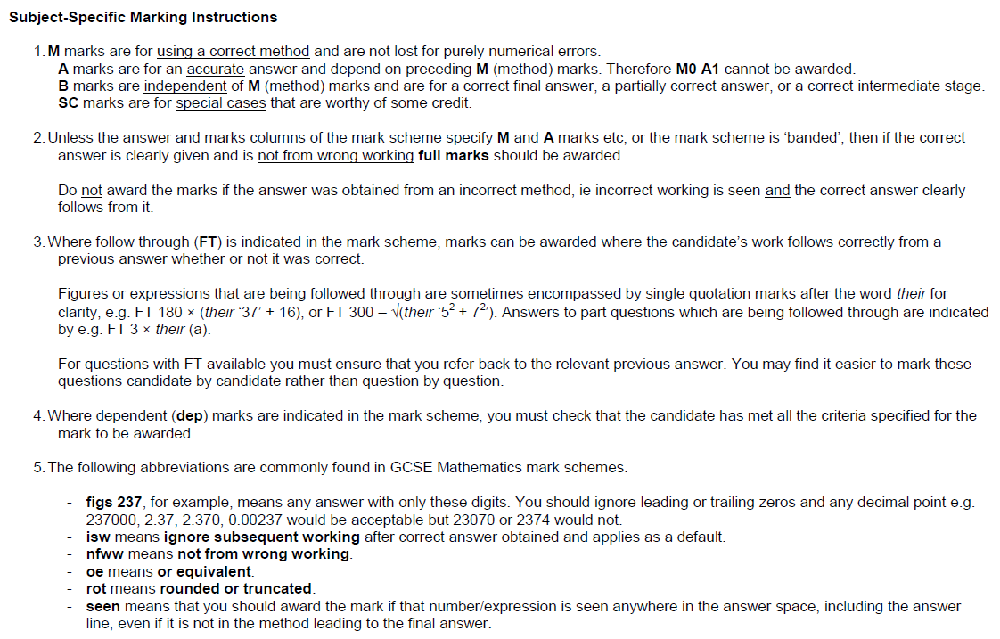 Subject-Specific Marking Instructions
1. M marks are for using a correct method and are not lost for purely numerical errors.
A marks are for an accurate answer and depend on preceding M (method) marks. Therefore M0 A1 cannot be awarded.
B marks are independent of M (method) marks and are for a correct final answer, a partially correct answer, or a correct intermediate stage.
SC marks are for special cases that are worthy of some credit.
2. Unless the answer and marks columns of the mark scheme specify M and A marks etc, or the mark scheme is 'banded', then if the correct
answer is clearly given and is not from wrong working full marks should be awarded.
Do not award the marks if the answer was obtained from an incorrect method, ie incorrect working is seen and the correct answer clearly
follows from it.
3. Where follow through (FT) is indicated in the mark scheme, marks can be awarded where the candidate's work follows correctly from a
previous answer whether or not it was correct.
Figures or expressions that are being followed through are sometimes encompassed by single quotation marks after the word their for
clarity, e.g. FT 180 × (their '37' + 16), or FT 300 – √(their '5² + 7²'). Answers to part questions which are being followed through are indicated
by e.g. FT 3 × their (a).
For questions with FT available you must ensure that you refer back to the relevant previous answer. You may find it easier to mark these
questions candidate by candidate rather than question by question.
4. Where dependent (dep) marks are indicated in the mark scheme, you must check that the candidate has met all the criteria specified for the
mark to be awarded.
5. The following abbreviations are commonly found in GCSE Mathematics mark schemes.
- figs 237, for example, means any answer with only these digits. You should ignore leading or trailing zeros and any decimal point e.g.
237000, 2.37, 2.370, 0.00237 would be acceptable but 23070 or 2374 would not.
- isw means ignore subsequent working after correct answer obtained and applies as a default.
- nfww means not from wrong working.
- oe means or equivalent.
- rot means rounded or truncated.
- seen means that you should award the mark if that number/expression is seen anywhere in the answer space, including the answer
line, even if it is not in the method leading to the final answer.